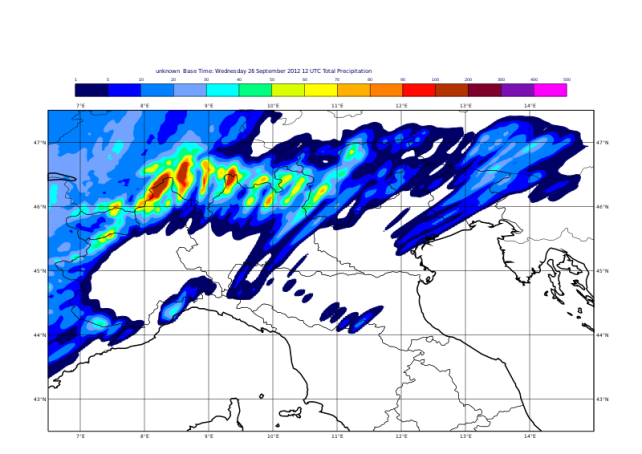 unknown Base Time: Wednesday 26 September 2012 12 UTC Total Precipitation
1 5 10 20 30 40 50 60 70 80 90 100 200 300 400 500
7°E 8°E 9°E 10°E 11°E 12°E 13°E 14°E
47°N 47°N
46°N 46°N
45°N 45°N
44°N 44°N
43°N 43°N
7°E 8°E 9°E 10°E 11°E 12°E 13°E 14°E